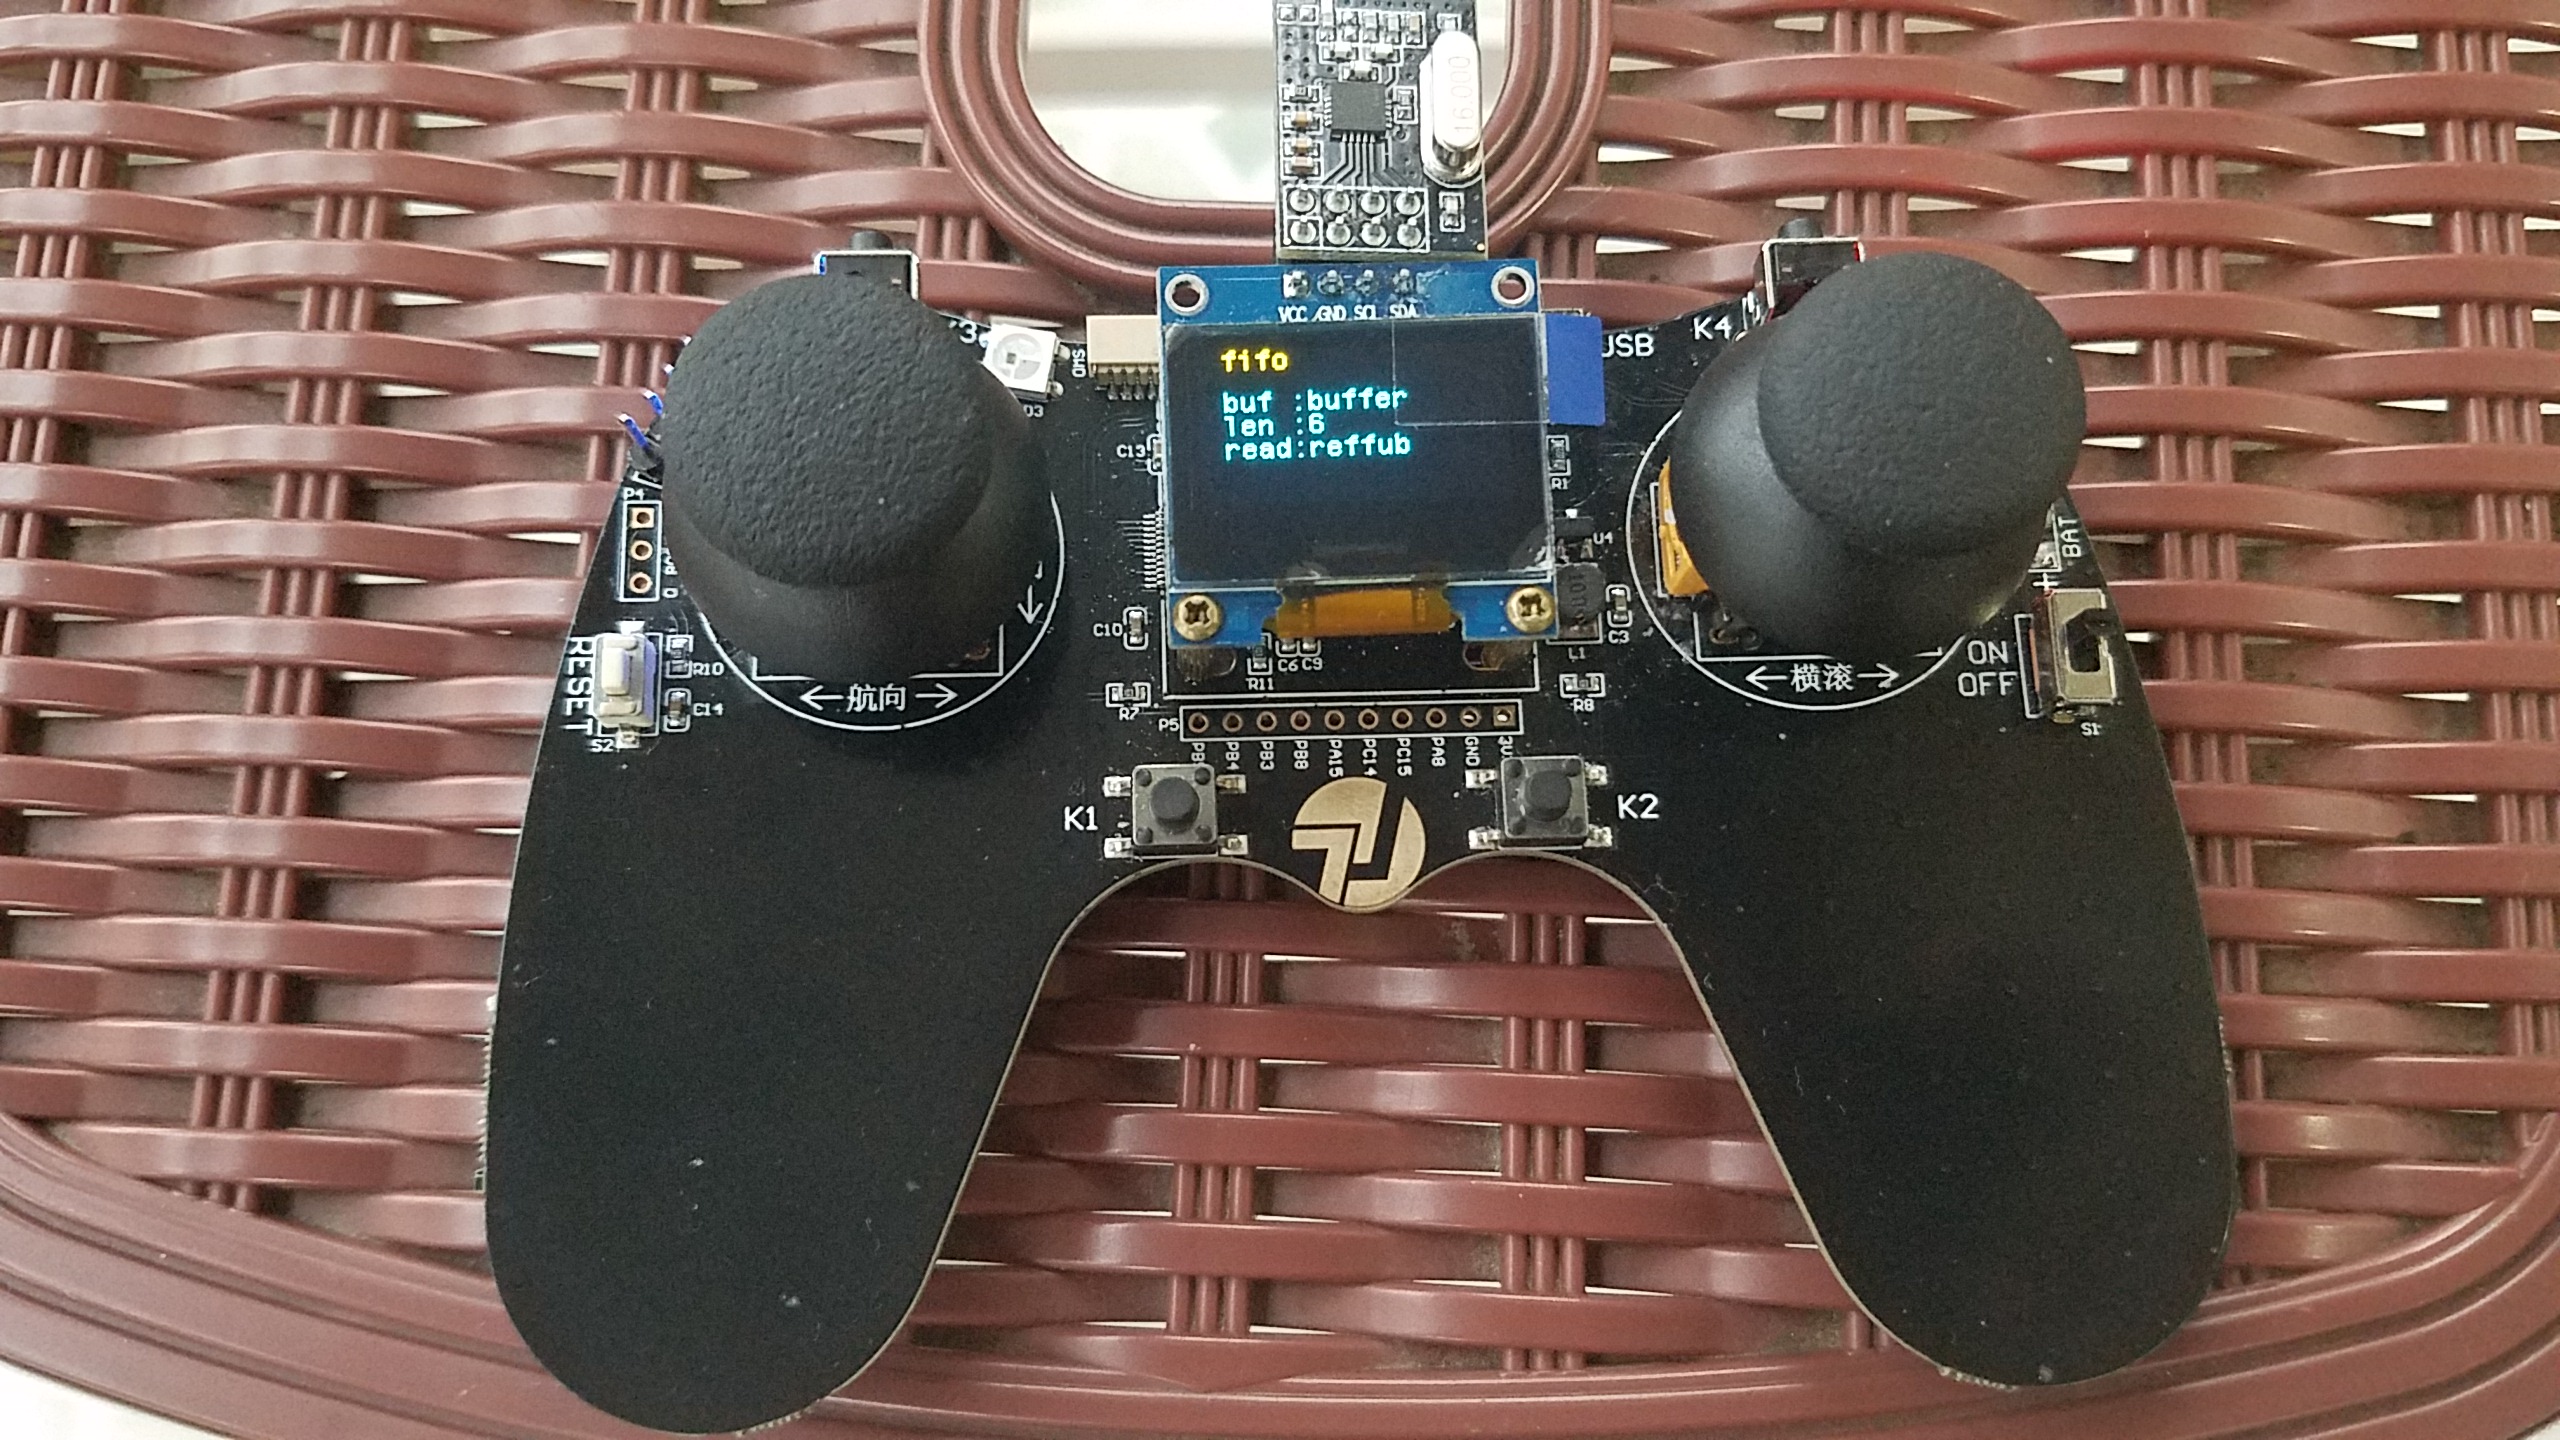 16.000
VCC GND SCL SDA
K4
USB
fifo
buf :buffer
len :6
read:reffub
D3
C13
R1
P4
U4
BAT
+
C10
C3
L1
RESET
R10
C6 C9
R11
ON
OFF
←航向→
←横滚→
C14
R7
R8
S2
S1
P5
PB4 PB3 PB8 PA15 PC14 PC15 PA8 GND
K1
K2